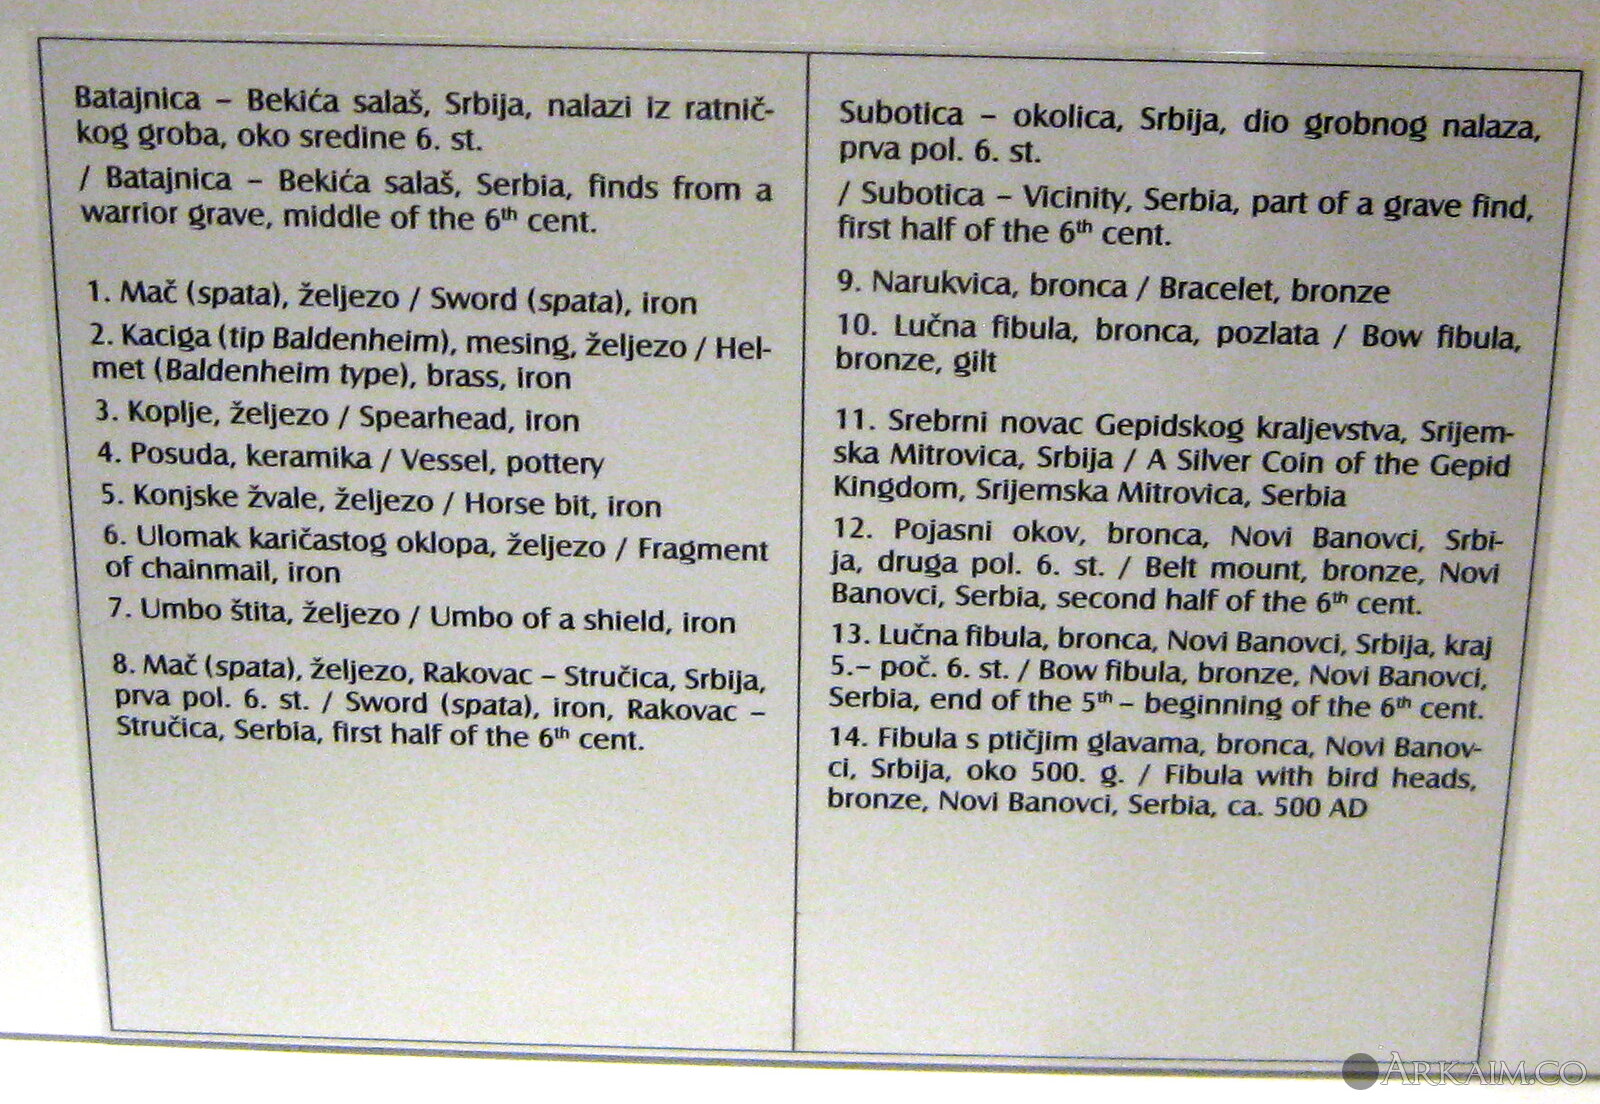 Batajnica – Bekića salaš, Srbija, nalazi iz ratnič-
kog groba, oko sredine 6. st.
/ Batajnica – Bekića salaš, Serbia, finds from a
warrior grave, middle of the 6th cent.
1. Mač (spata), željezo / Sword (spata), iron
2. Kaciga (tip Baldenheim), mesing, željezo / Hel-
met (Baldenheim type), brass, iron
3. Koplje, željezo / Spearhead, iron
4. Posuda, keramika / Vessel, pottery
5. Konjske žvale, željezo / Horse bit, iron
6. Ulomak karičastog oklopa, željezo / Fragment
of chainmail, iron
7. Umbo štita, željezo / Umbo of a shield, iron
8. Mač (spata), željezo, Rakovac – Stručica, Srbija,
prva pol. 6. st. / Sword (spata), iron, Rakovac –
Stručica, Serbia, first half of the 6th cent.
Subotica – okolica, Srbija, dio grobnog nalaza,
prva pol. 6. st.
/ Subotica – Vicinity, Serbia, part of a grave find,
first half of the 6th cent.
9. Narukvica, bronca / Bracelet, bronze
10. Lučna fibula, bronca, pozlata / Bow fibula,
bronze, gilt
11. Srebrni novac Gepidskog kraljevstva, Srijem-
ska Mitrovica, Srbija / A Silver Coin of the Gepid
Kingdom, Srijemska Mitrovica, Serbia
12. Pojasni okov, bronca, Novi Banovci, Srbi-
ja, druga pol. 6. st. / Belt mount, bronze, Novi
Banovci, Serbia, second half of the 6th cent.
13. Lučna fibula, bronca, Novi Banovci, Srbija, kraj
5.– poč. 6. st. / Bow fibula, bronze, Novi Banovci,
Serbia, end of the 5th – beginning of the 6th cent.
14. Fibula s ptičjim glavama, bronca, Novi Banov-
ci, Srbija, oko 500. g. / Fibula with bird heads,
bronze, Novi Banovci, Serbia, ca. 500 AD
ARKAIM.CO